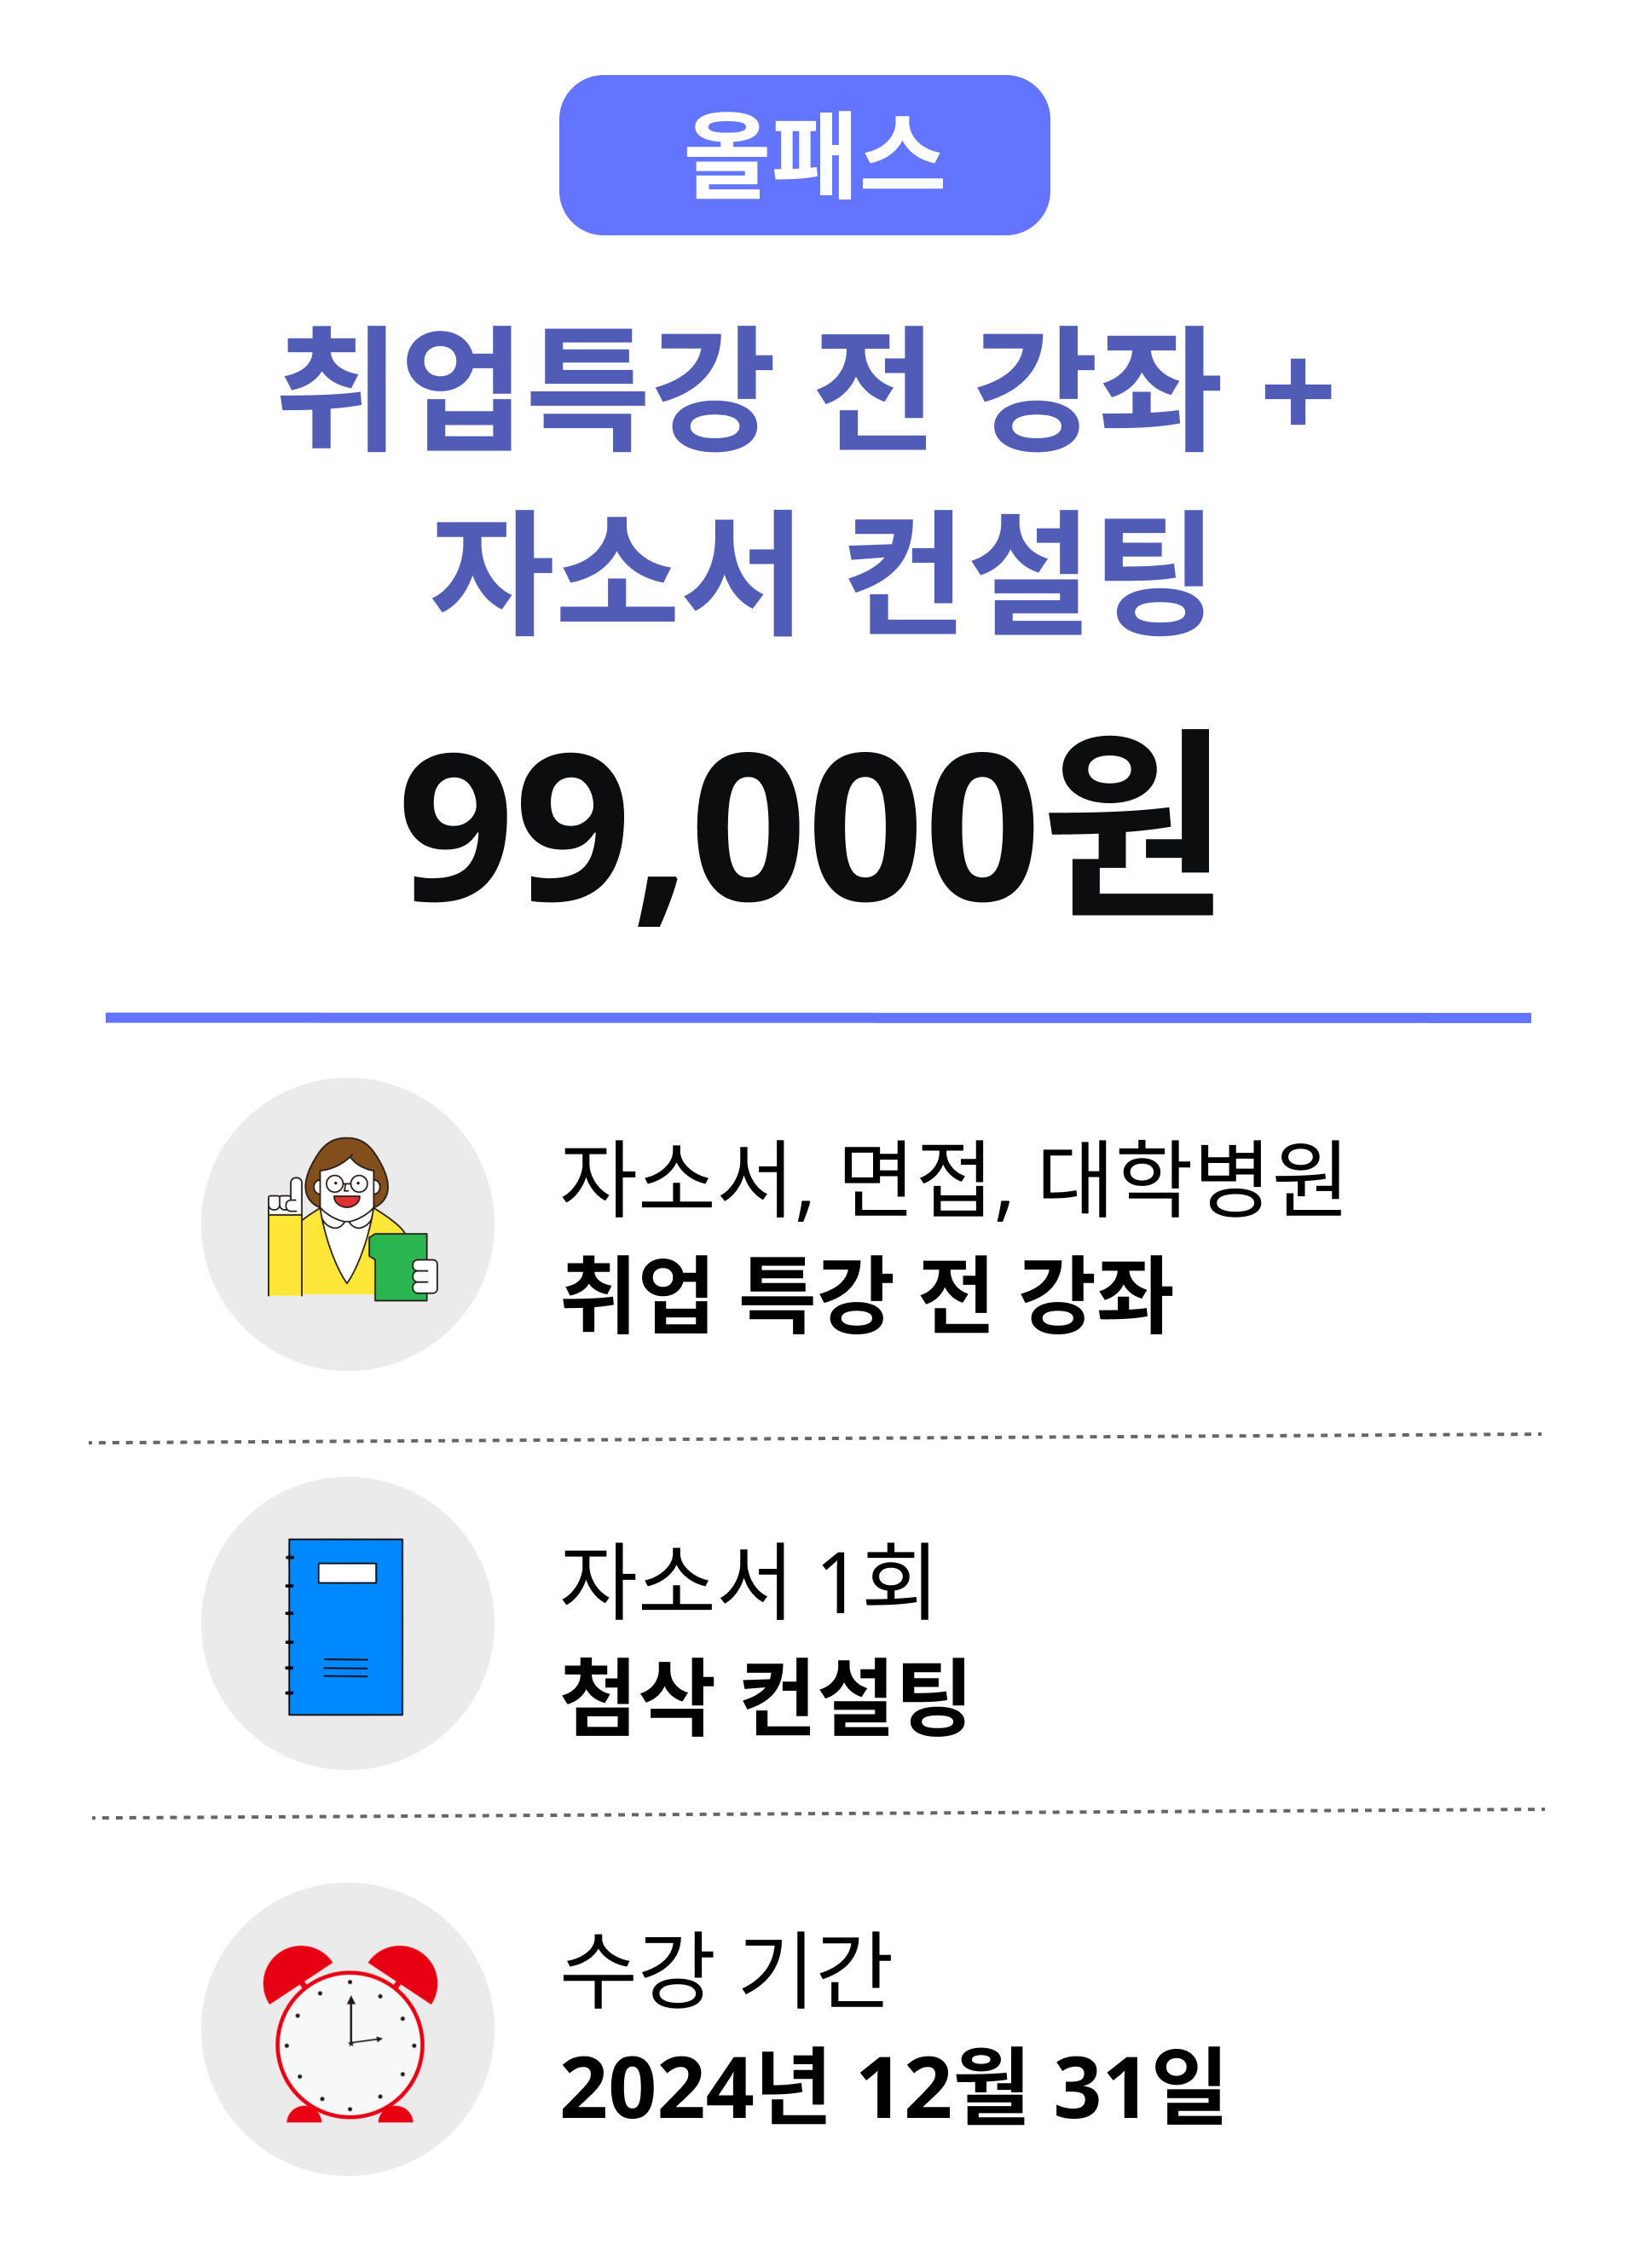 올패스
취업특강 전 강좌 +
자소서 컨설팅
99,000원
자소서, 면접, 대학병원
취업 특강 전 강좌
자소서 1회
첨삭 컨설팅
수강 기간
2024년 12월 31일